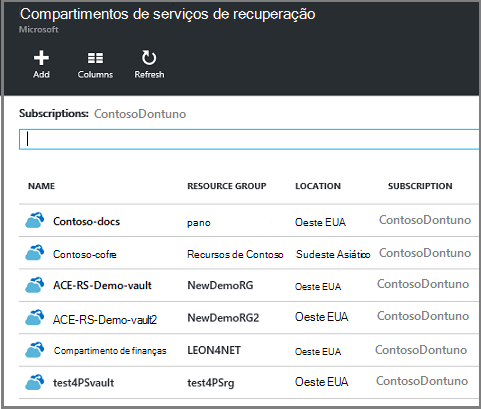 Compartimentos de serviços de recuperação
Microsoft
Add Columns Refresh
Subscriptions: ContosoDontuno
NAME RESOURCE GROUP LOCATION SUBSCRIPTION
Contoso-docs pano Oeste EUA ContosoDontuno
Contoso-cofre Recursos de Contoso Sudeste Asiático ContosoDontuno
ACE-RS-Demo-vault NewDemoRG Oeste EUA ContosoDontuno
ACE-RS-Demo-vault2 NewDemoRG2 Oeste EUA ContosoDontuno
Compartimento de finanças LEON4NET Oeste EUA ContosoDontuno
test4PSvault test4PSrg Oeste EUA ContosoDontuno